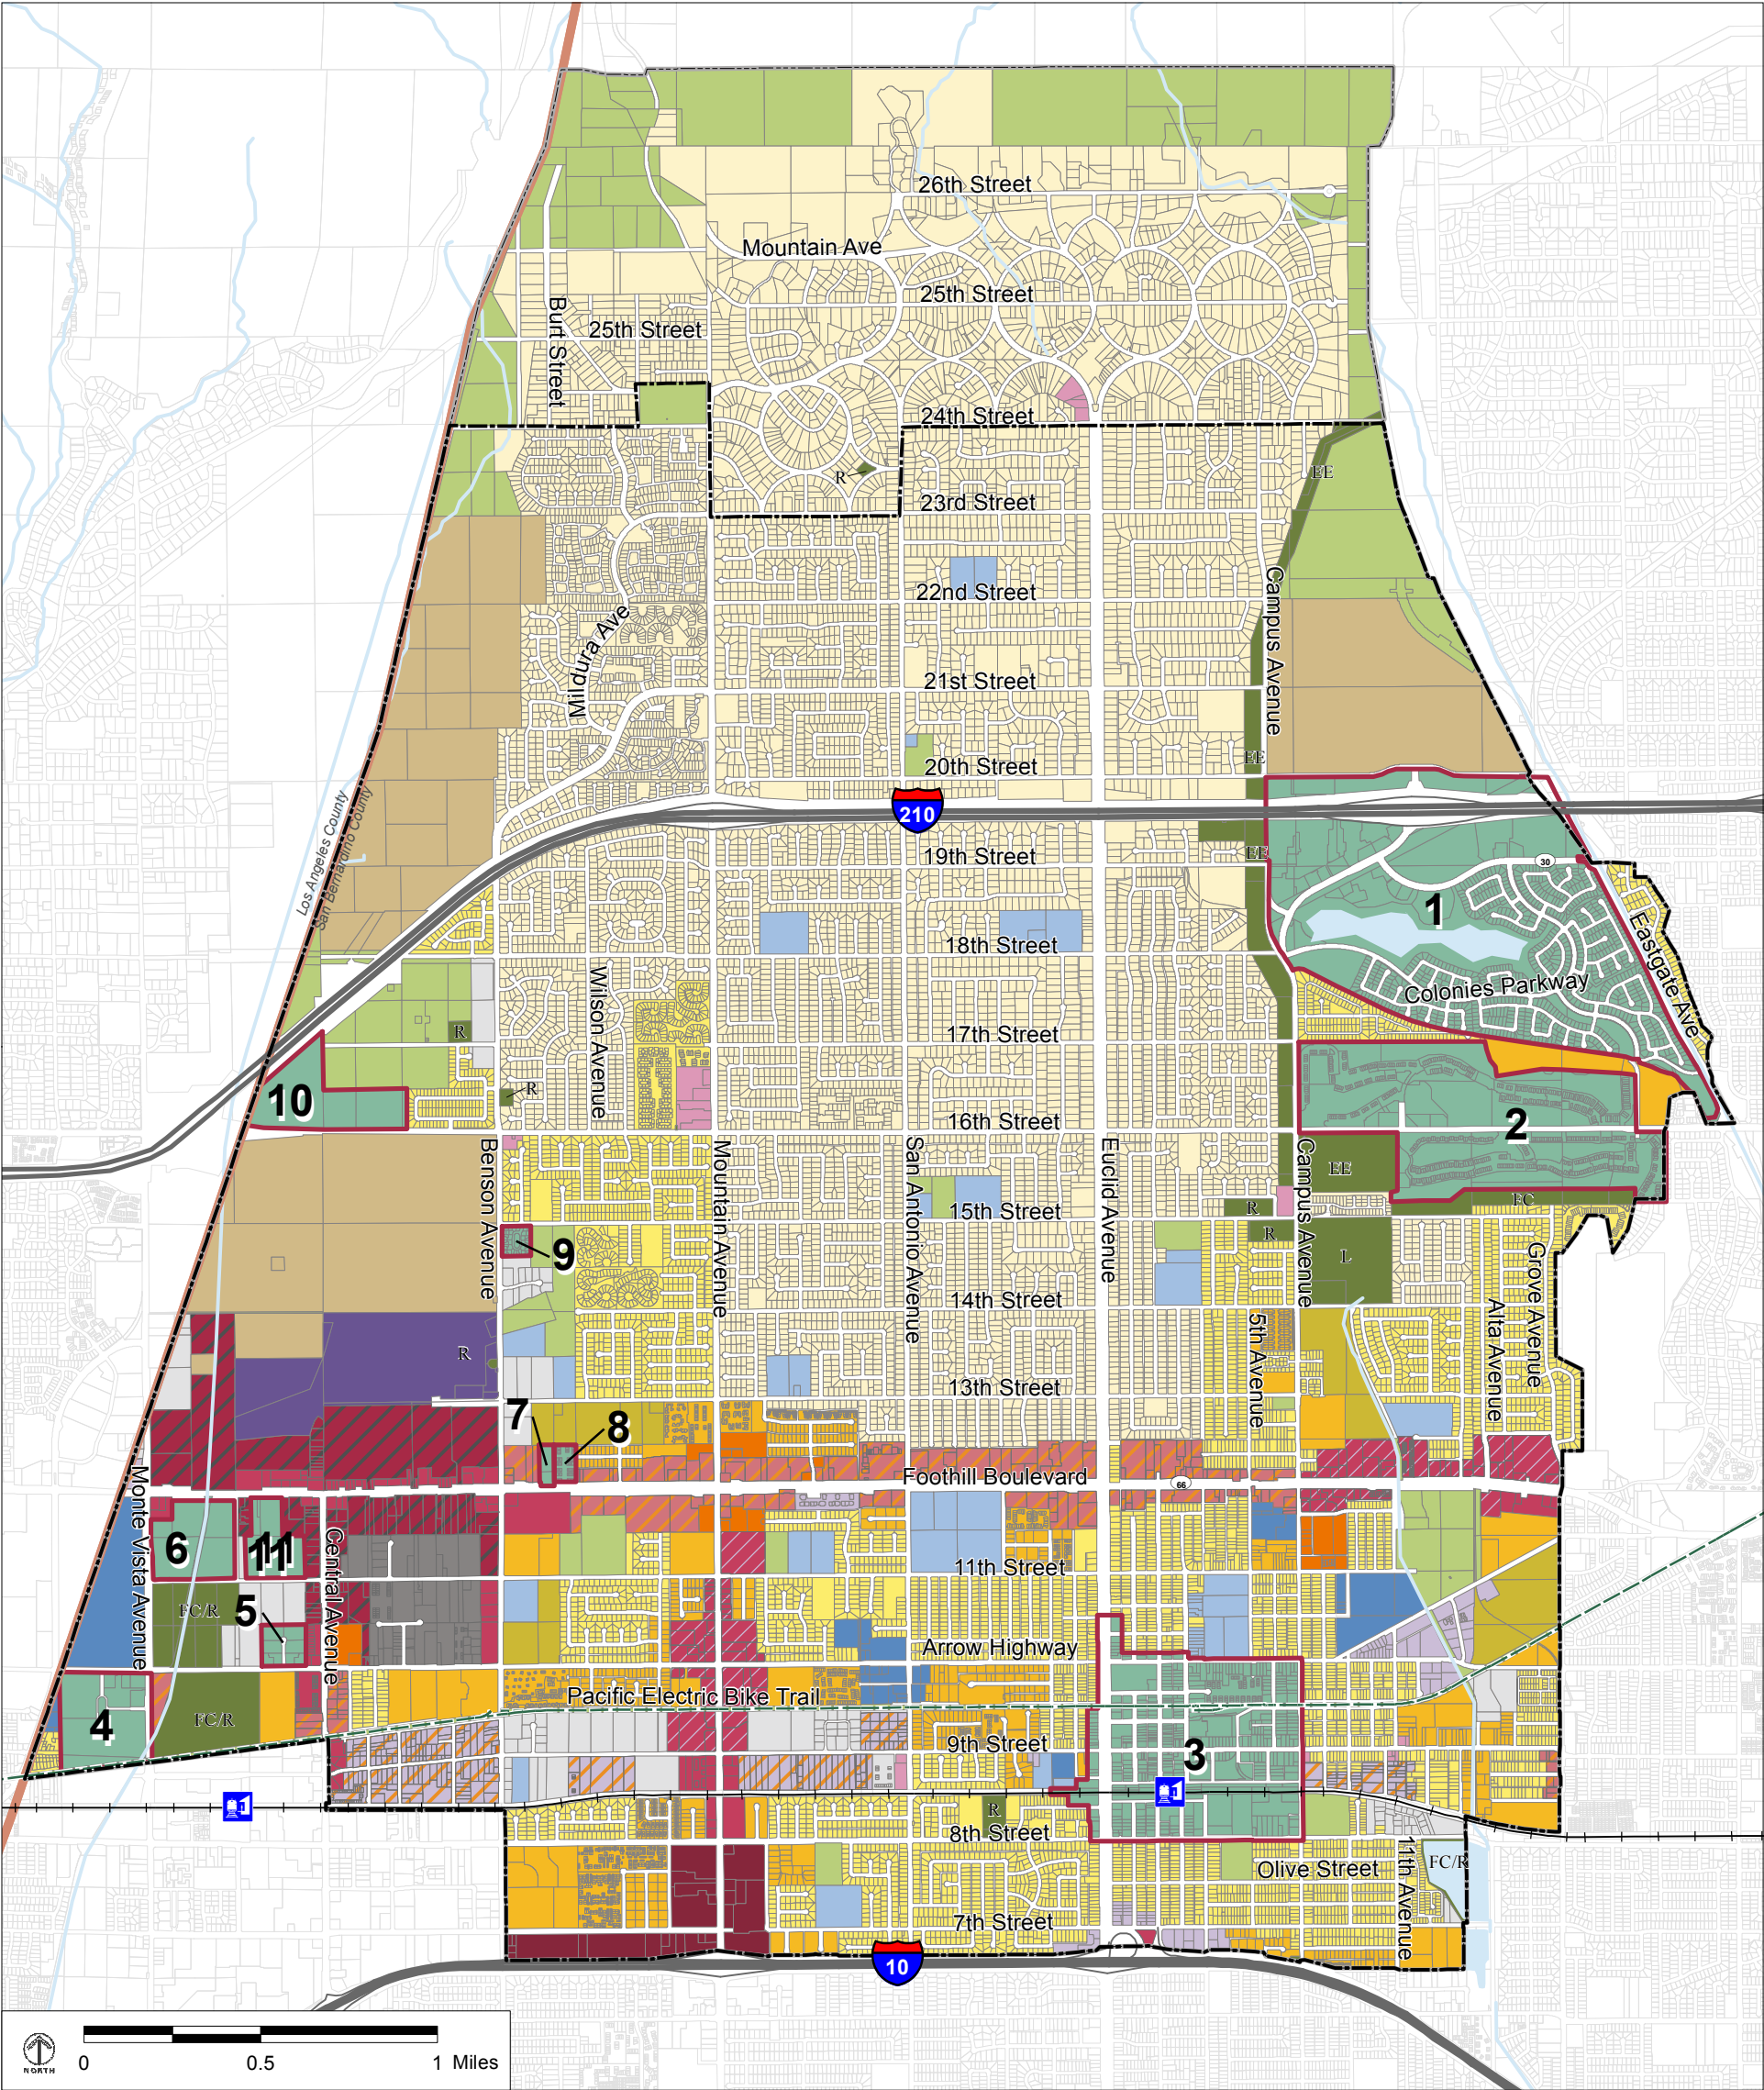 26th Street
Mountain Ave
25th Street
Burt Street
25th Street
24th Street
R
EE
23rd Street
22nd Street
Campus Avenue
Mildura Ave
21st Street
20th Street
EE
210
Los Angeles County
San Bernardino County
19th Street
EE
30
1
18th Street
Eastgate Ave
Wilson Avenue
Colonies Parkway
R
17th Street
10
R
16th Street
2
Benson Avenue
Mountain Avenue
San Antonio Avenue
Euclid Avenue
Campus Avenue
EE
FC
15th Street
R
R
9
L
Grove Avenue
14th Street
5th Avenue
Alta Avenue
R
13th Street
7
8
Foothill Boulevard
66
Monte Vista Avenue
6
11
Central Avenue
11th Street
FC/R
5
Arrow Highway
Pacific Electric Bike Trail
4
FC/R
9th Street
3
R
8th Street
11th Avenue
Olive Street
FC/R
7th Street
10
NORTH
0 0.5 1 Miles